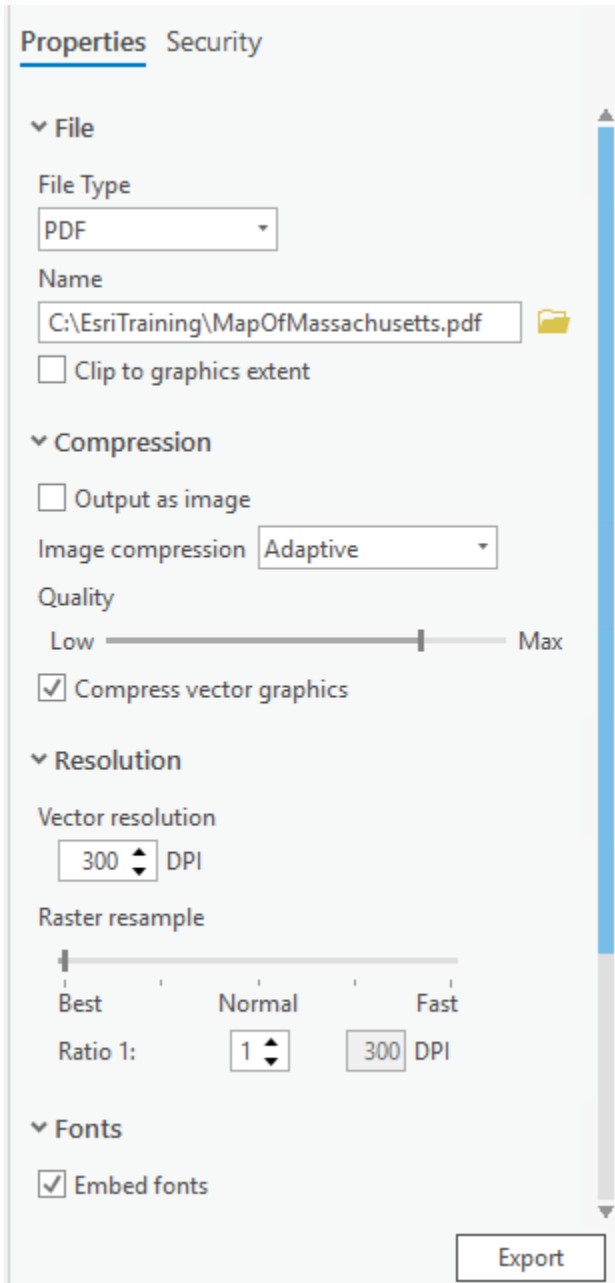 Properties Security
File
File Type
PDF
Name
C:\EsriTraining\MapOfMassachusetts.pdf
Clip to graphics extent
Compression
Output as image
Image compression Adaptive
Quality
Low Max
Compress vector graphics
Resolution
Vector resolution
300 DPI
Raster resample
Best Normal Fast
Ratio 1: 1 300 DPI
Fonts
Embed fonts
Export